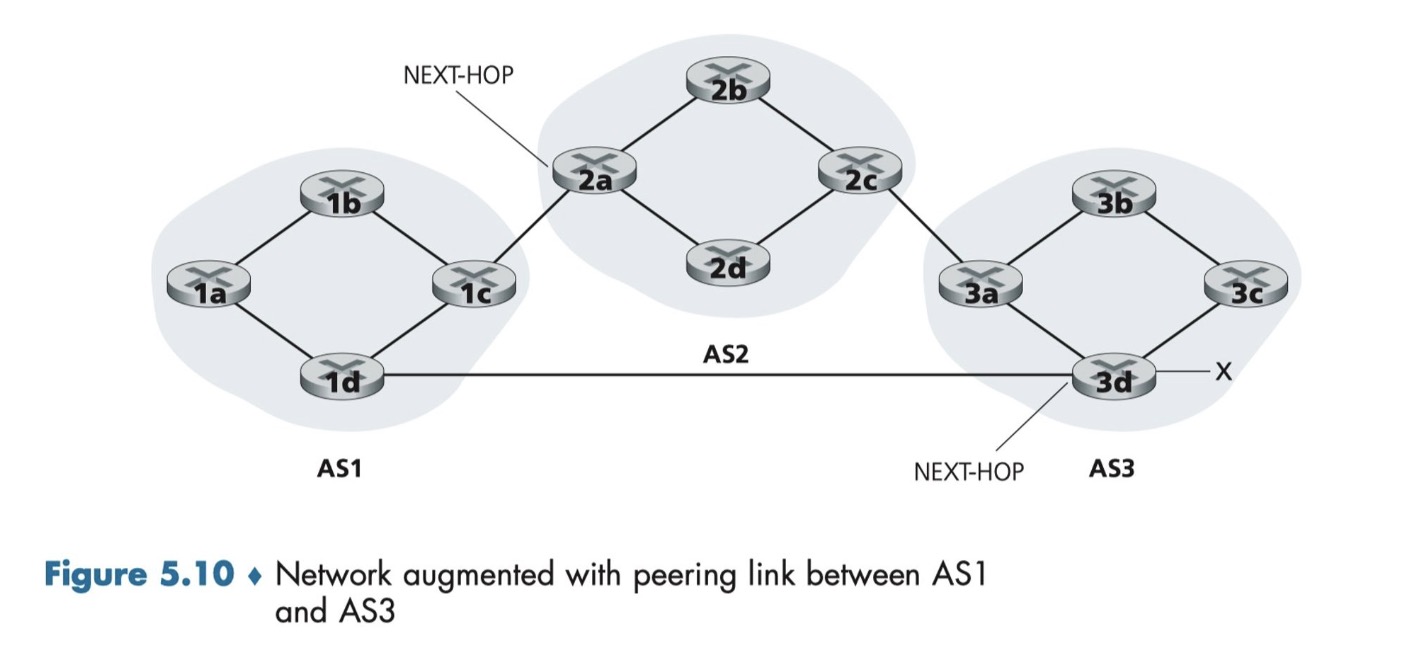 NEXT-HOP
2b
2a
2c
1b
3b
2d
1a
1c
3a
3c
AS2
1d
3d
X
AS1
NEXT-HOP
AS3
Figure 5.10 ♦ Network augmented with peering link between AS1
and AS3